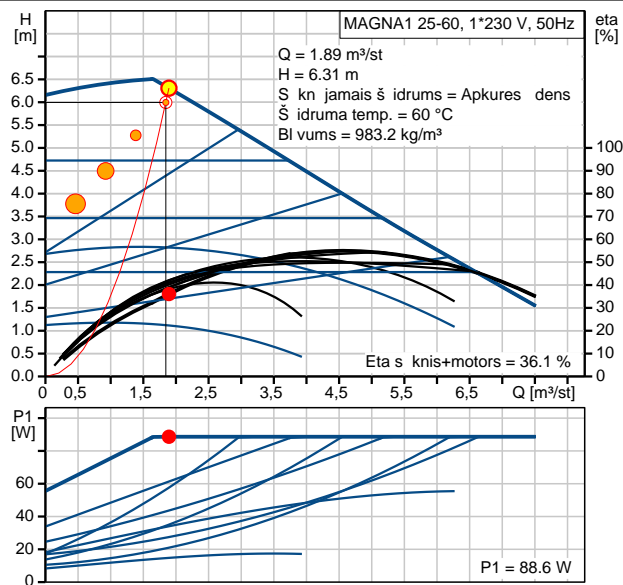 H
[m]
MAGNA1 25-60, 1*230 V, 50Hz
eta
[%]
Q = 1.89 m³/st
H = 6.31 m
S kn jamais š idrums = Apkures dens
Š idruma temp. = 60 °C
Bl vums = 983.2 kg/m³
6.5
6.0
5.5
5.0
4.5
4.0
3.5
3.0
2.5
2.0
1.5
1.0
0.5
0.0
100
90
80
70
60
50
40
30
20
10
0
Eta s knis+motors = 36.1 %
0 0,5 1,5 2,5 3,5 4,5 5,5 6,5 Q [m³/st]
P1
[W]
80
60
40
20
0
P1 = 88.6 W